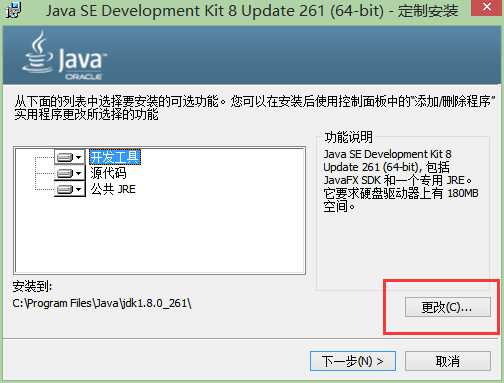 Java SE Development Kit 8 Update 261 (64-bit) - 定制安装
Java
ORACLE
从下面的列表中选择要安装的可选功能。您可以在安装后使用控制面板中的“添加/删除程序”
实用程序更改所选择的功能
开发工具
源代码
公共 JRE
功能说明
Java SE Development Kit 8
Update 261 (64-bit), 包括
JavaFX SDK 和一个专用 JRE。
它要求硬盘驱动器上有 180MB
空间。
安装到:
C:\Program Files\Java\jdk1.8.0_261\
更改(C)...
下一步(N) >
取消